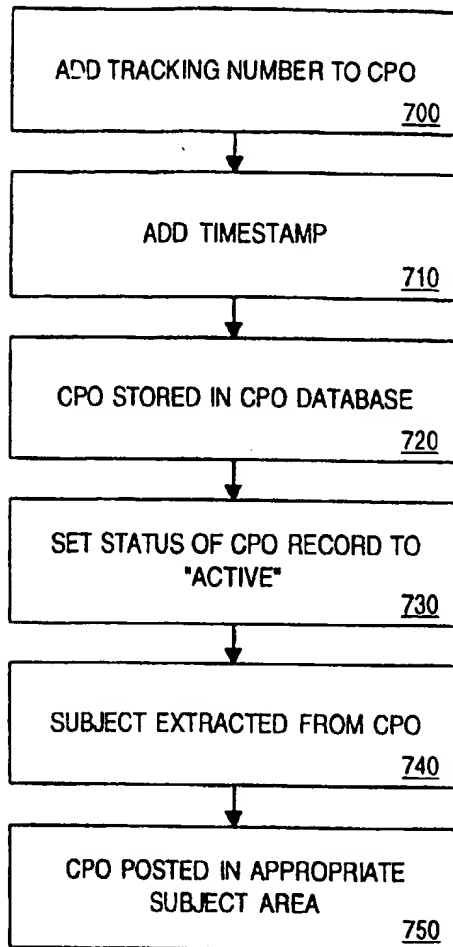 ADD TRACKING NUMBER TO CPO
700
ADD TIMESTAMP
710
CPO STORED IN CPO DATABASE
720
SET STATUS OF CPO RECORD TO
"ACTIVE"
730
SUBJECT EXTRACTED FROM CPO
740
CPO POSTED IN APPROPRIATE
SUBJECT AREA
750